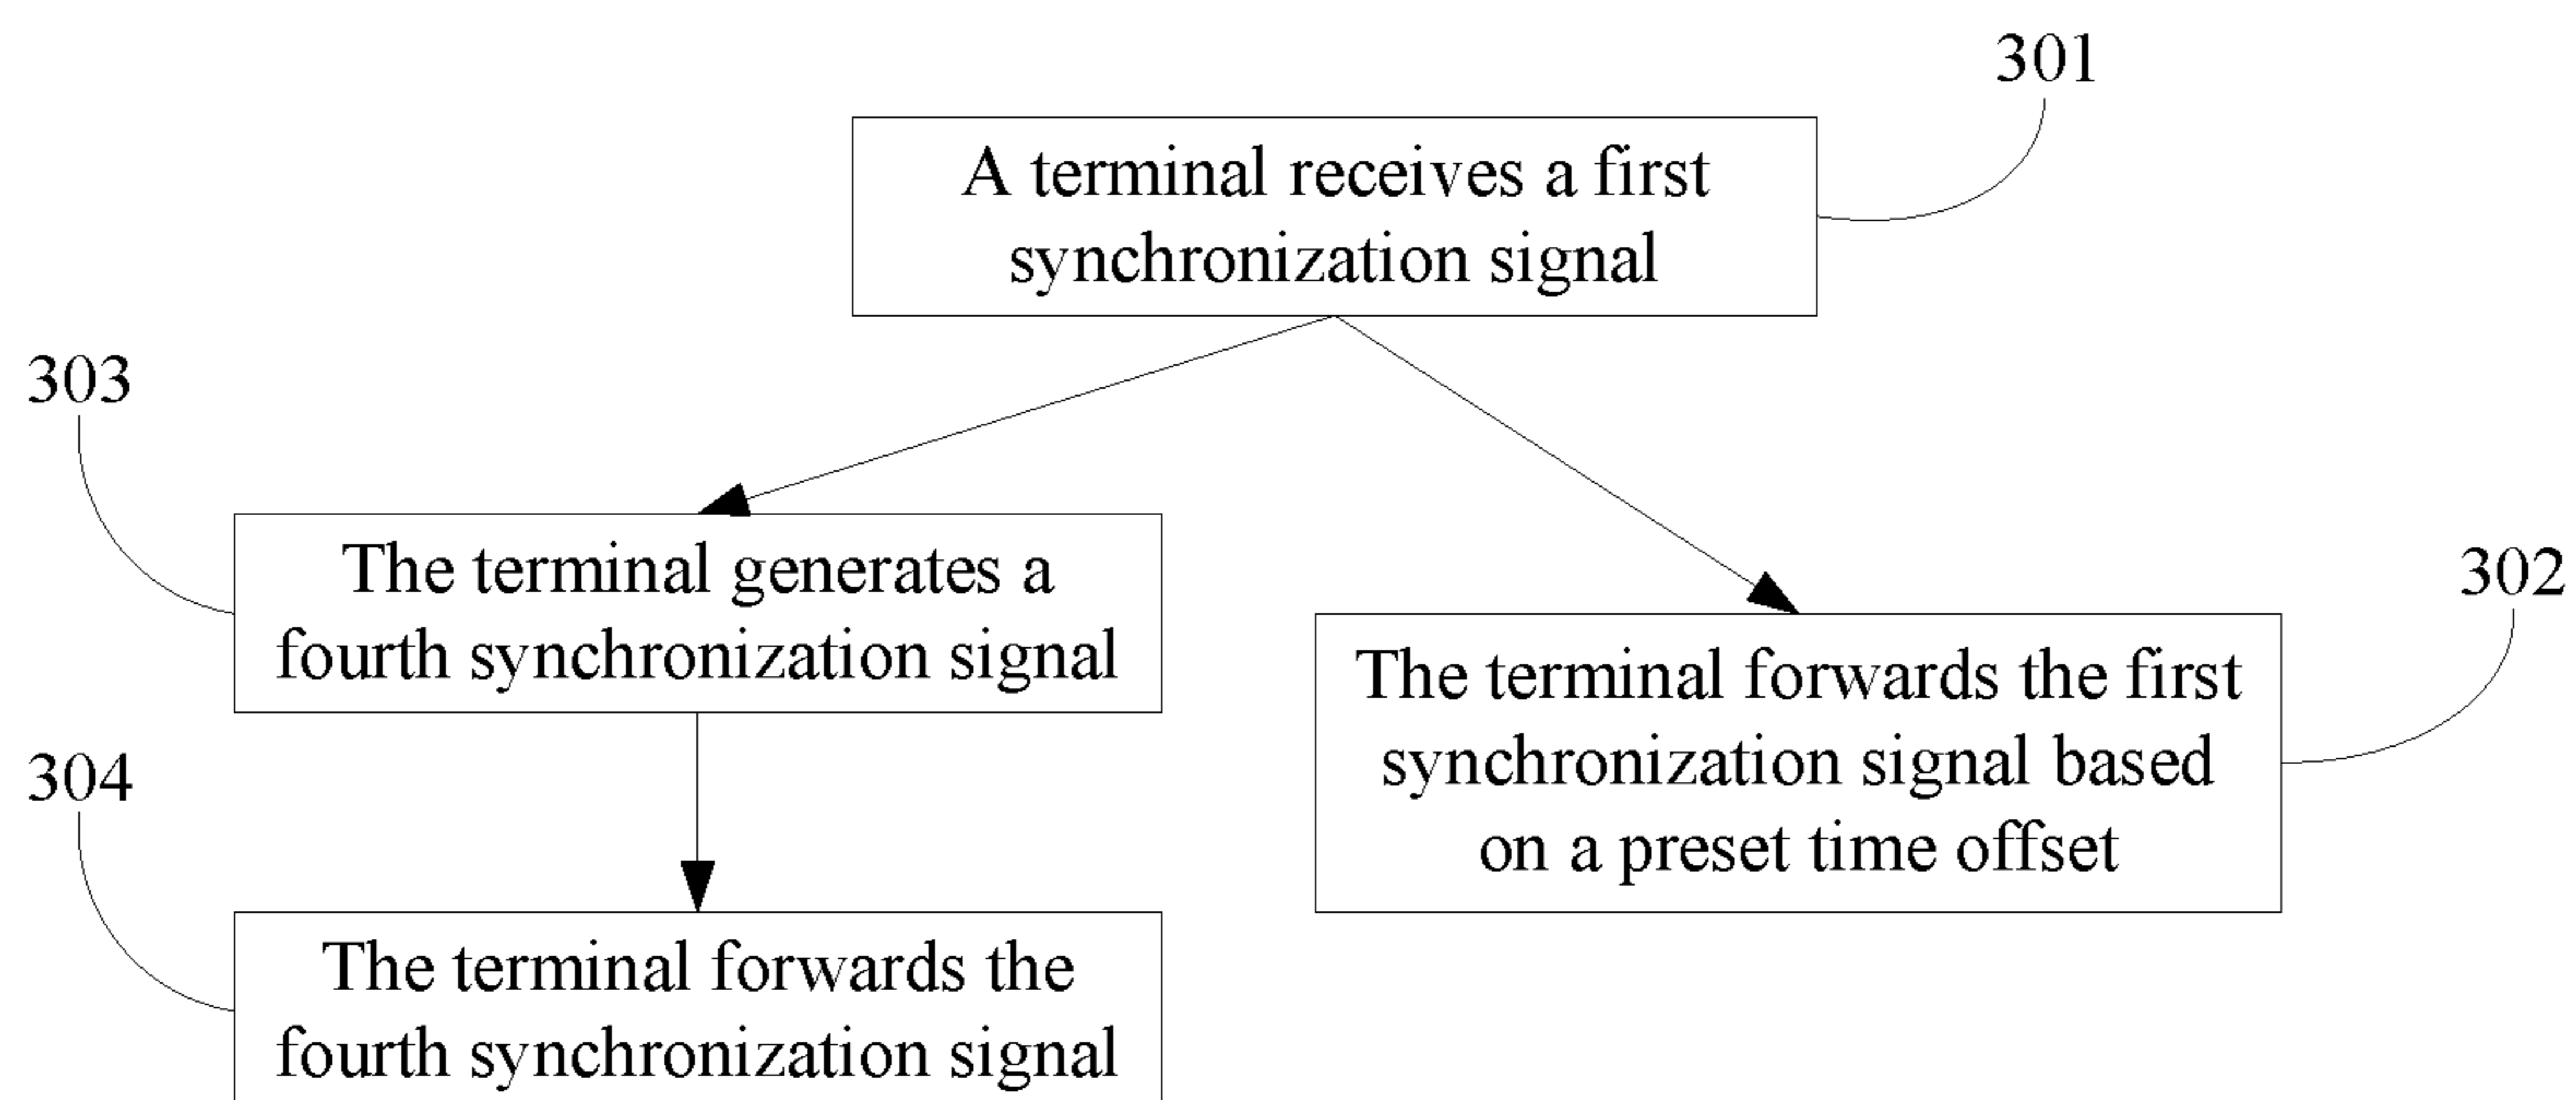 301
A terminal receives a first
synchronization signal
303
The terminal generates a
fourth synchronization signal
302
The terminal forwards the first
synchronization signal based
on a preset time offset
304
The terminal forwards the
fourth synchronization signal